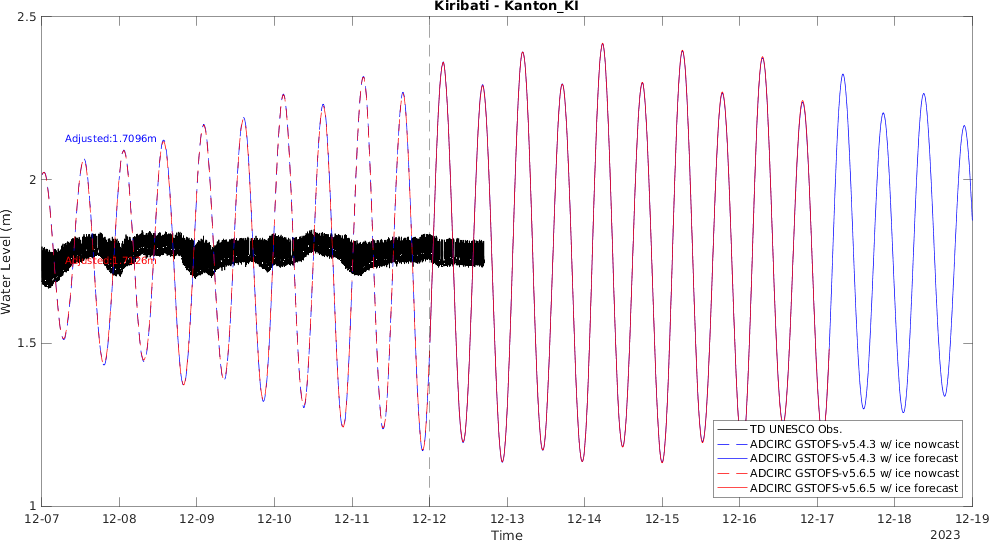 Kiribati - Kanton_KI
2.5
2
1.5
1
Water Level (m)
Adjusted:1.7096m
TD UNESCO Obs.
ADCIRC GSTOFS-v5.4.3 w/ ice nowcast
ADCIRC GSTOFS-v5.4.3 w/ ice forecast
ADCIRC GSTOFS-v5.6.5 w/ ice nowcast
ADCIRC GSTOFS-v5.6.5 w/ ice forecast
12-07 12-08 12-09 12-10 12-11 12-12 12-13 12-14 12-15 12-16 12-17 12-18 12-19
Time
2023